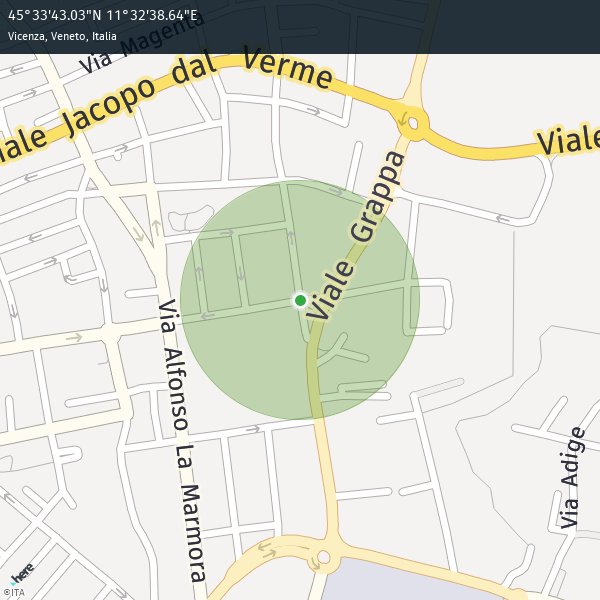 45°33'43.03"N 11°32'38.64"E
Vicenza, Veneto, Italia
Via Magenta
Viale Jacopo dal Verme
Viale
Viale Grappa
Via Alfonso La Marmora
Via Adige
here
©ITA